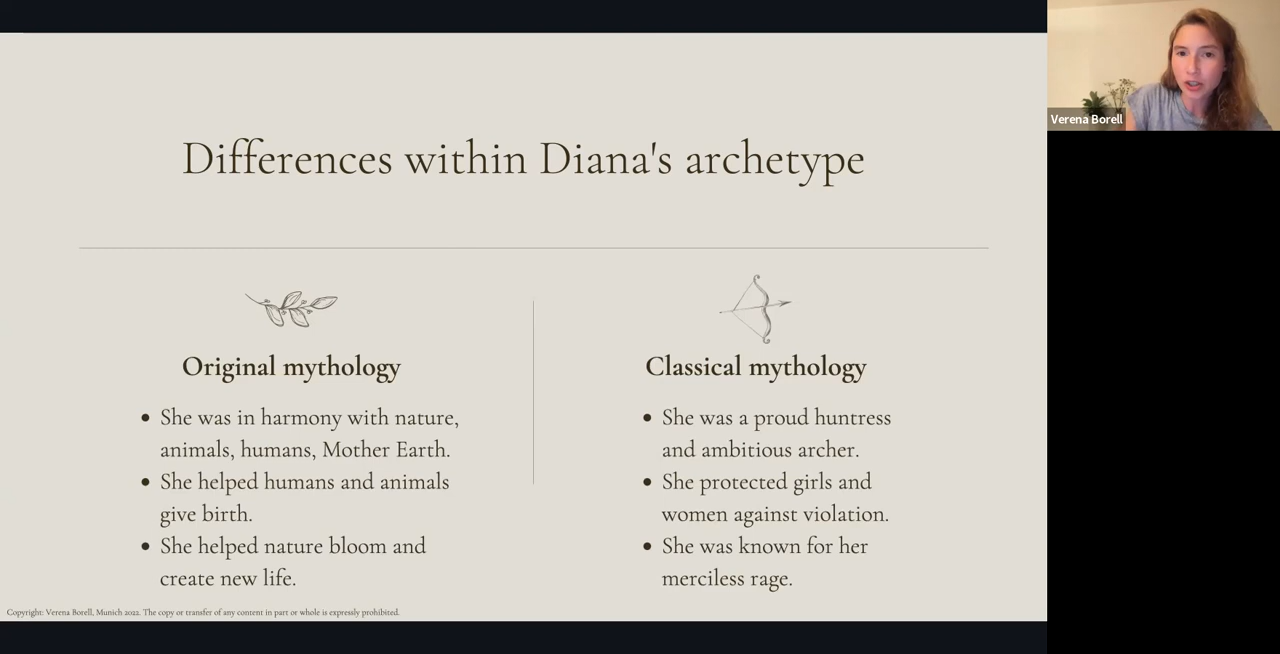 Differences within Diana's archetype
Original mythology
• She was in harmony with nature,
animals, humans, Mother Earth.
• She helped humans and animals
give birth.
• She helped nature bloom and
create new life.
Classical mythology
• She was a proud huntress
and ambitious archer.
• She protected girls and
women against violation.
• She was known for her
merciless rage.
Copyright: Verena Borell, Munich 2022. The copy or transfer of any content in part or whole is expressly prohibited.
Verena Borell